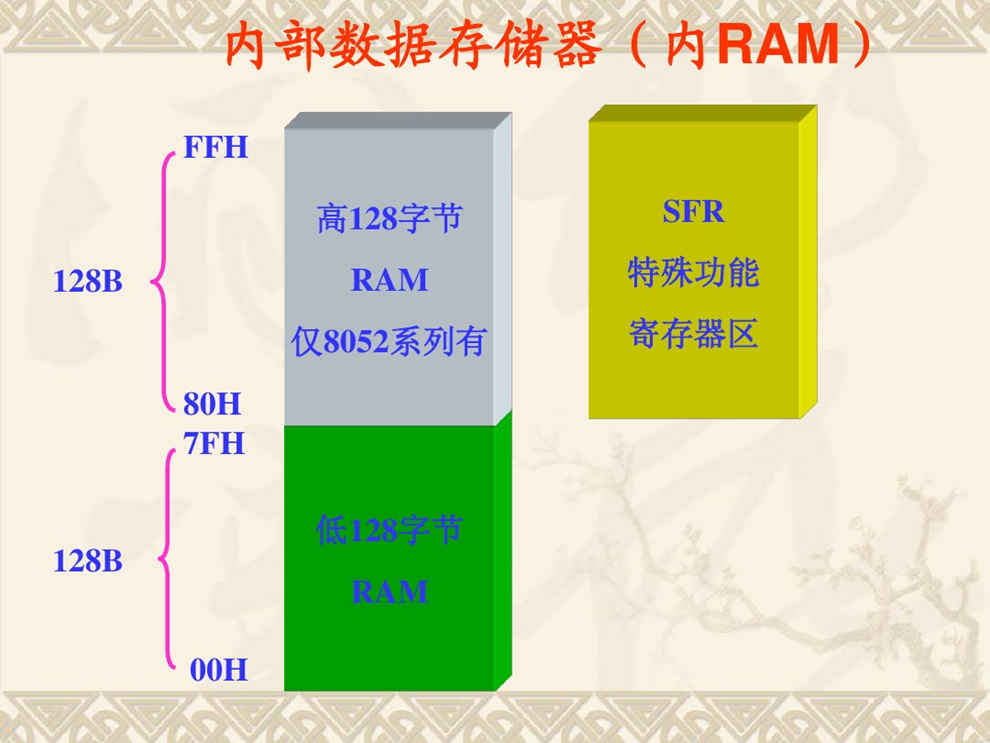 内部数据存储器（内RAM）
FFH
128B
80H
7FH
128B
00H
高128字节
RAM
仅8052系列有
低128字节
RAM
SFR
特殊功能
寄存器区